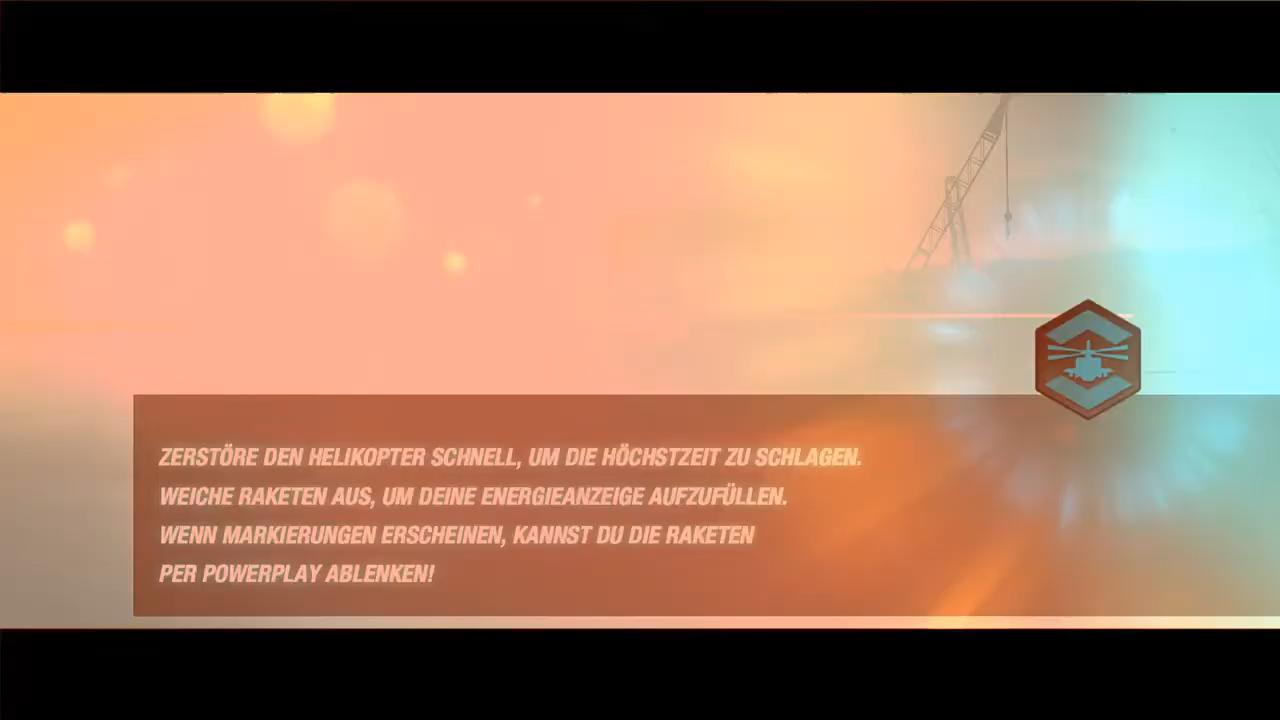 ZERSTÖRE DEN HELIKOPTER SCHNELL, UM DIE HÖCHSTZEIT ZU SCHLAGEN.
WEICHE RAKETEN AUS, UM DEINE ENERGIEANZEIGE AUFZUFÜLLEN.
WENN MARKIERUNGEN ERSCHEINEN, KANNST DU DIE RAKETEN
PER POWERPLAY ABLENKEN!